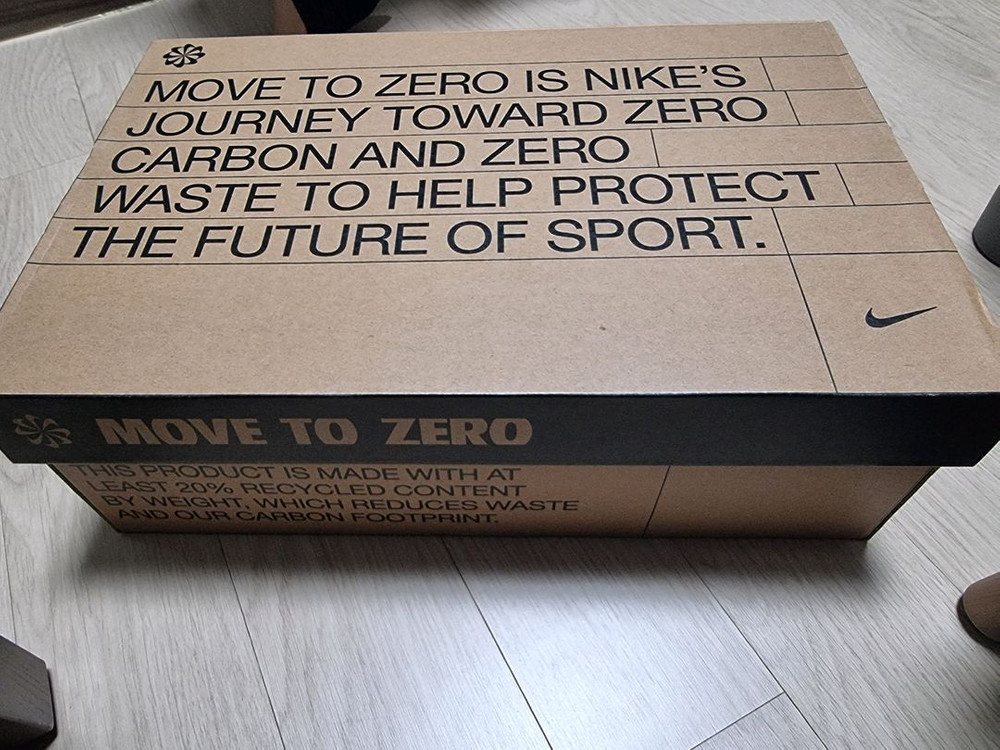 MOVE TO ZERO IS NIKE'S
JOURNEY TOWARD ZERO
CARBON AND ZERO
WASTE TO HELP PROTECT
THE FUTURE OF SPORT.
MOVE TO ZERO
THIS PRODUCT IS MADE WITH AT
LEAST 20% RECYCLED CONTENT
BY WEIGHT, WHICH REDUCES WASTE
AND OUR CARBON FOOTPRINT.